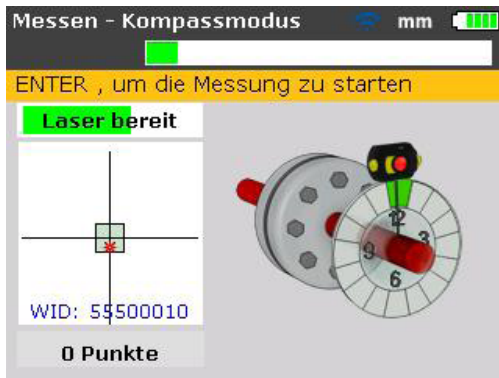 Messen - Kompassmodus mm
ENTER , um die Messung zu starten
Laser bereit
WID: 55500010
0 Punkte
12
3
9
6